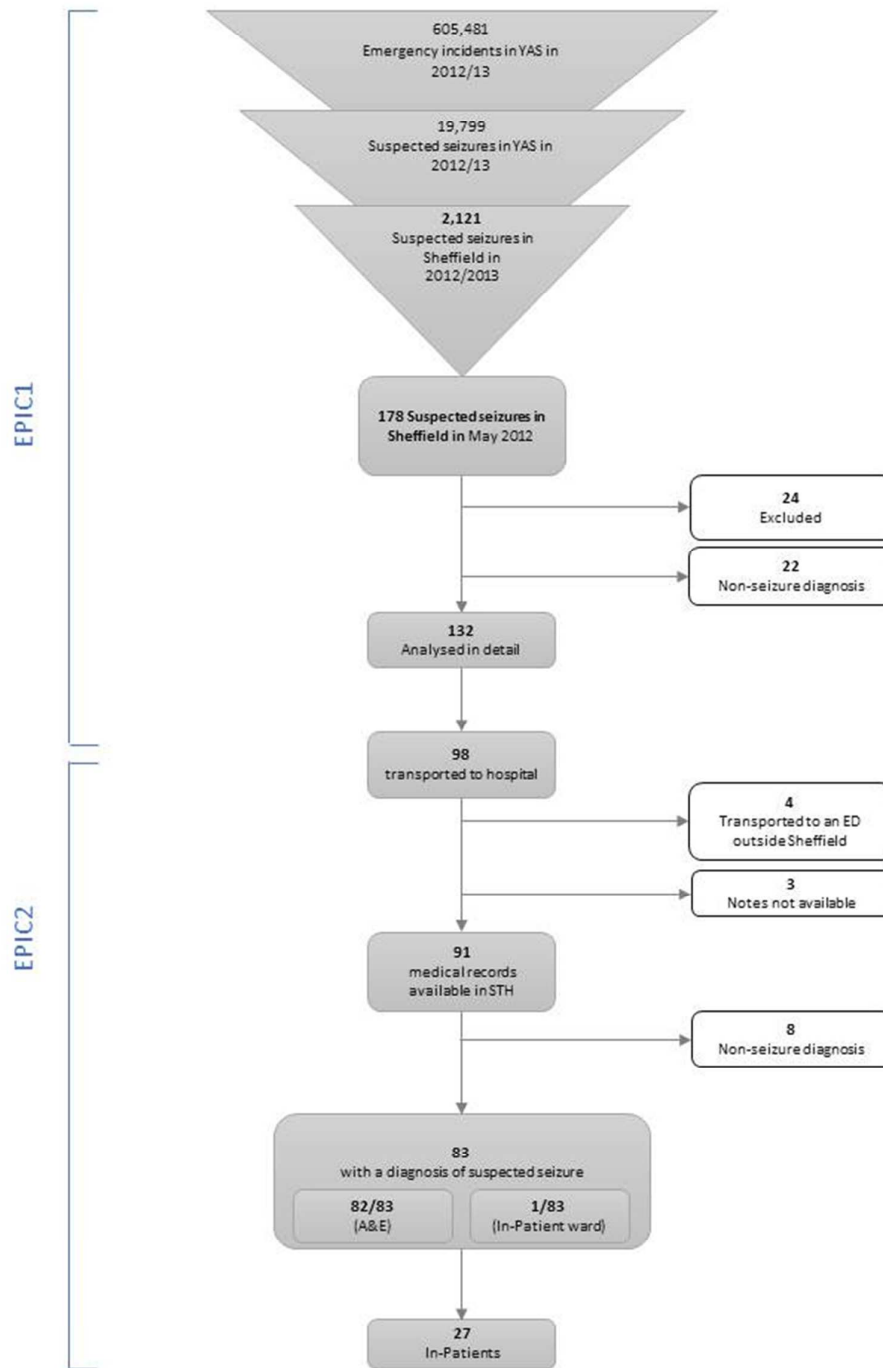 605,481
Emergency incidents in YAS in
2012/13
19,799
Suspected seizures in YAS in
2012/13
2,121
Suspected seizures in
Sheffield in
2012/2013
EPIC1
178 Suspected seizures in
Sheffield in May 2012
24
Excluded
22
Non-seizure diagnosis
132
Analysed in detail
98
transported to hospital
4
Transported to an ED
outside Sheffield
3
Notes not available
EPIC2
91
medical records
available in STH
8
Non-seizure diagnosis
83
with a diagnosis of suspected seizure
82/83
(A&E)
1/83
(In-Patient ward)
27
In-Patients